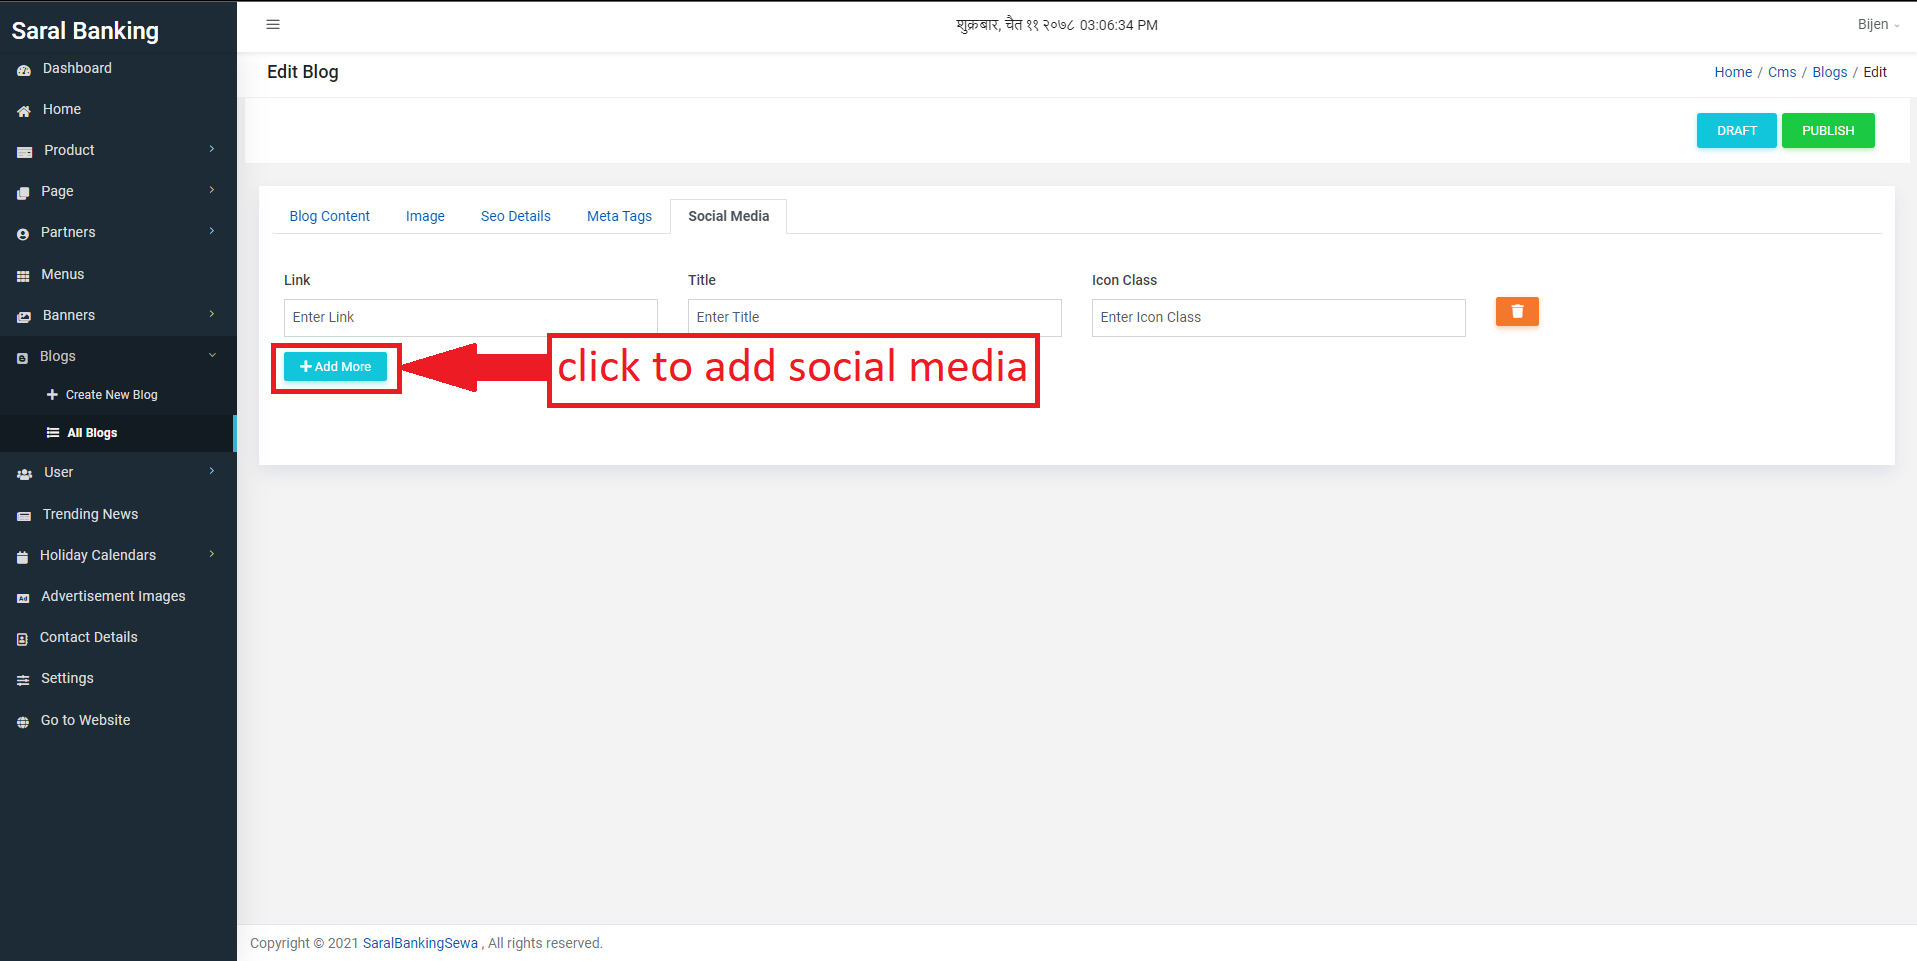 Saral Banking
शुक्रबार, चैत ११ २०७८ 03:06:34 PM
Bijen
Dashboard
Home
Product
Page
Partners
Menus
Banners
Blogs
Create New Blog
All Blogs
User
Trending News
Holiday Calendars
Ad Advertisement Images
Contact Details
Settings
Go to Website
Edit Blog
Home / Cms / Blogs / Edit
DRAFT PUBLISH
Blog Content Image Seo Details Meta Tags Social Media
Link Title Icon Class
Enter Link Enter Title Enter Icon Class
Add More
click to add social media
Copyright © 2021 SaralBankingSewa , All rights reserved.